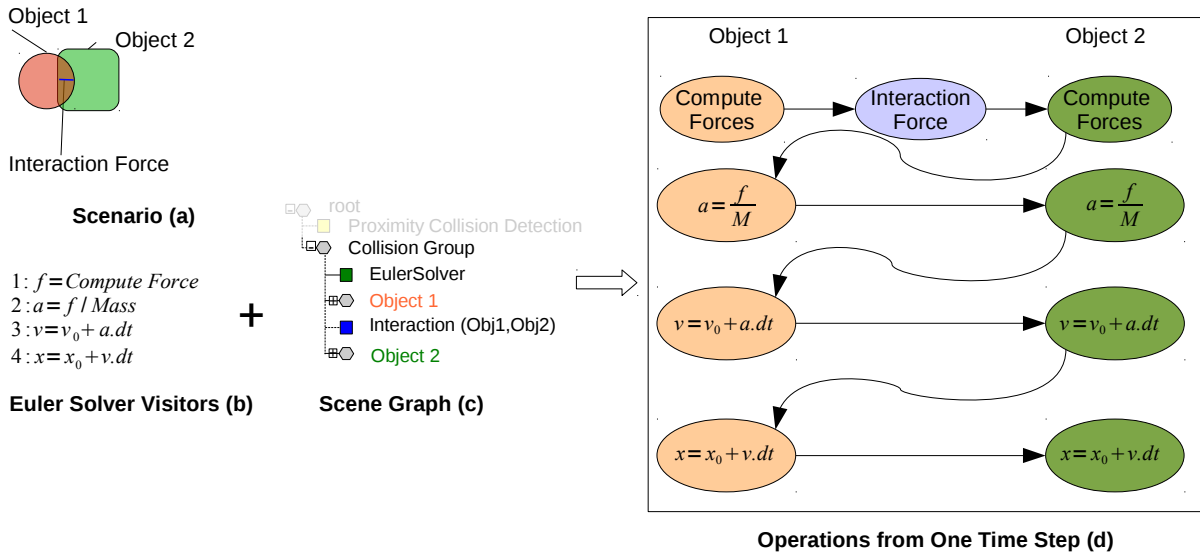 Object 1
Object 2
Interaction Force
Scenario (a)
1: f=Compute Force
2: a=f / Mass
3: v=v₀+a.dt
4: x=x₀+v.dt
Euler Solver Visitors (b)
+
root
Proximity Collision Detection
Collision Group
EulerSolver
Object 1
Interaction (Obj1,Obj2)
Object 2
Scene Graph (c)
Object 1
Object 2
Compute
Forces
Interaction
Force
Compute
Forces
a=f/M
a=f/M
v=v₀+a.dt
v=v₀+a.dt
x=x₀+v.dt
x=x₀+v.dt
Operations from One Time Step (d)